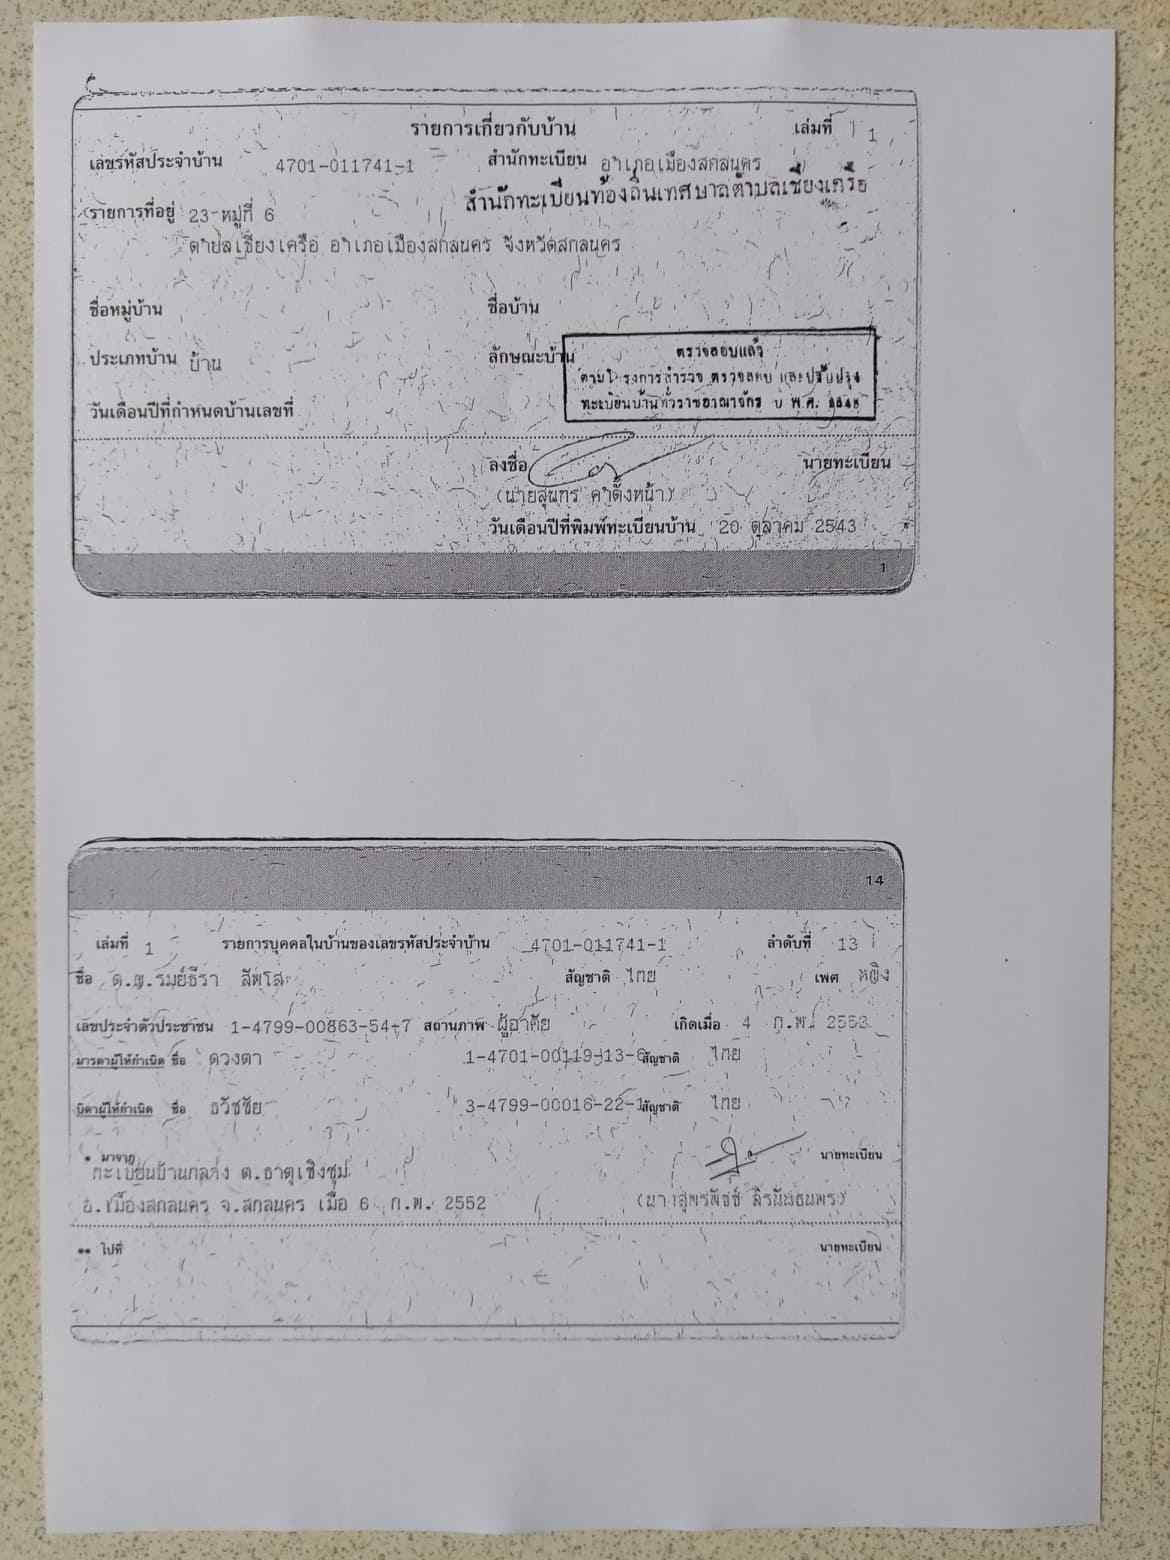 รายการเกี่ยวกับบ้าน เล่มที่ 1
เลขรหัสประจำบ้าน 4701-011741-1 สำนักทะเบียน อำเภอเมืองสกลนคร
สำนักทะเบียนท้องถิ่นเทศบาลตำบลเชียงเครือ
รายการที่อยู่ 23 หมู่ที่ 6
ตำบลเชียงเครือ อำเภอเมืองสกลนคร จังหวัดสกลนคร
ชื่อหมู่บ้าน ชื่อบ้าน
ประเภทบ้าน บ้าน ลักษณะบ้าน
ตรวจสอบแล้ว
ตามโครงการสำรวจ ตรวจสอบ และปรับปรุง
ทะเบียนบ้านทั่วราชอาณาจักร ปี พ.ศ.
วันเดือนปีที่กำหนดบ้านเลขที่
ลงชื่อ นายทะเบียน
(นายสุนทร คำตั้งหน้า)
วันเดือนปีที่พิมพ์ทะเบียนบ้าน 20 ตุลาคม 2543
1
14
เล่มที่ 1 รายการบุคคลในบ้านของเลขรหัสประจำบ้าน 4701-011741-1 ลำดับที่ 13
ชื่อ ด.ญ.รมย์ธีรา สัพโส สัญชาติ ไทย เพศ หญิง
เลขประจำตัวประชาชน 1-4799-00863-54-7 สถานภาพ ผู้อาศัย เกิดเมื่อ 4 ก.พ.
มารดาผู้ให้กำเนิด ชื่อ ดวงตา 1-4701-00119-13-6 สัญชาติ ไทย
บิดาผู้ให้กำเนิด ชื่อ ธวัชชัย 3-4799-00016-22-1 สัญชาติ ไทย
* มาจาก นายทะเบียน
ทะเบียนบ้านกลาง ต.ธาตุเชิงชุม
อ.เมืองสกลนคร จ.สกลนคร เมื่อ 6 ก.พ. 2552
** ไปที่ นายทะเบียน